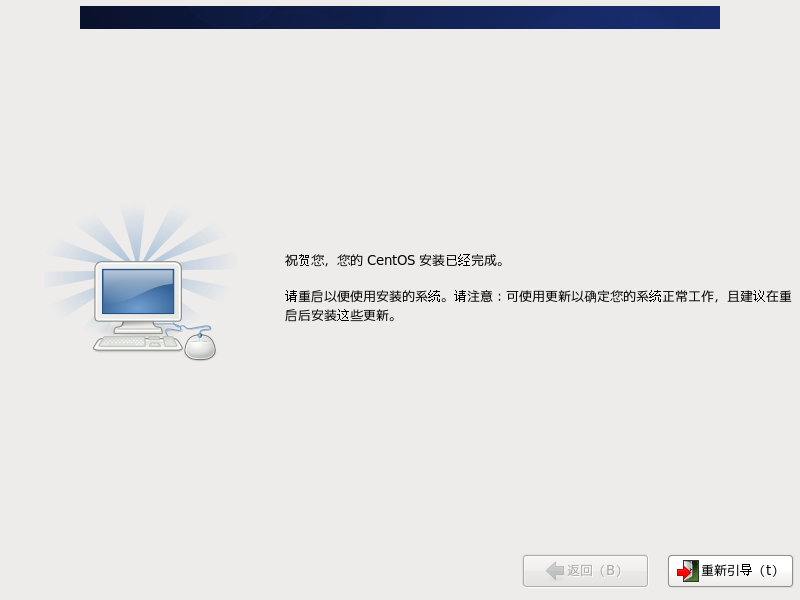 祝贺您，您的 CentOS 安装已经完成。
请重启以便使用安装的系统。请注意：可使用更新以确定您的系统正常工作，且建议在重
启后安装这些更新。
返回（B）
重新引导（t）